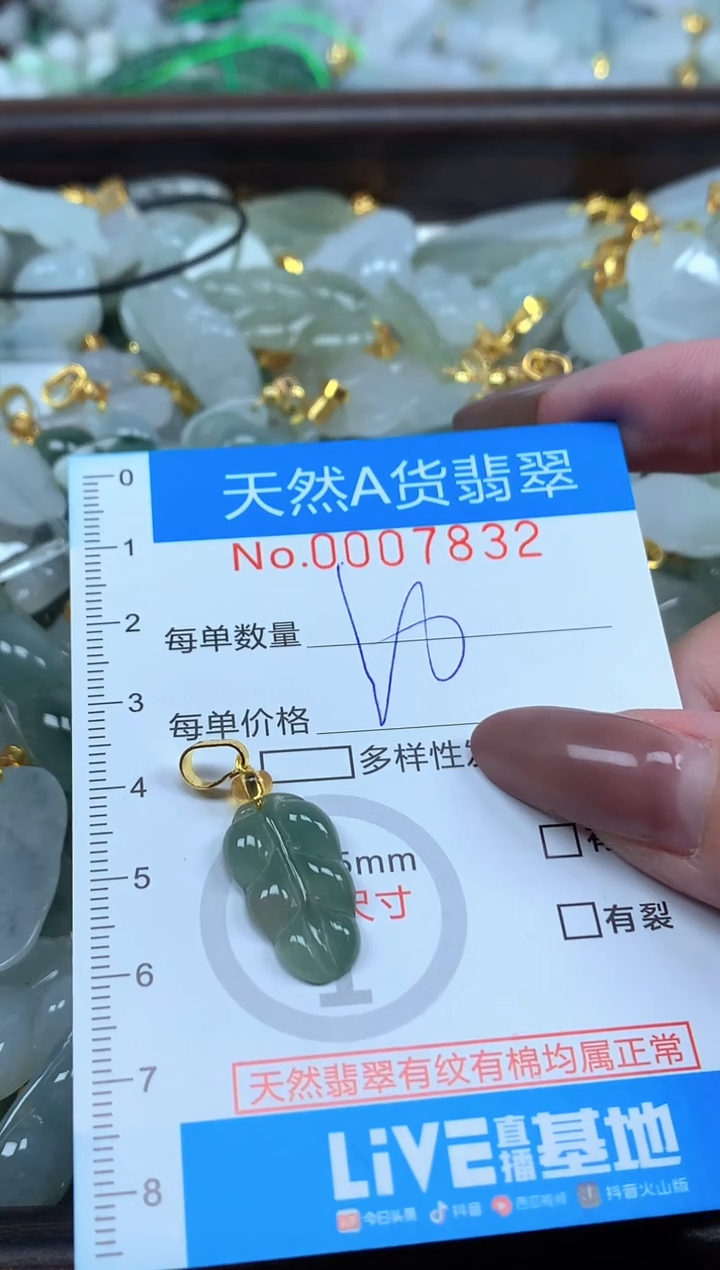 天然A货翡翠
No.0007832
0
1
2
3
4
5
6
7
8
每单数量
每单价格
多样性
5mm
尺寸
有裂
天然翡翠有纹有棉均属正常
LiVE直播基地
今日头条 抖音 西瓜视频 抖音火山版